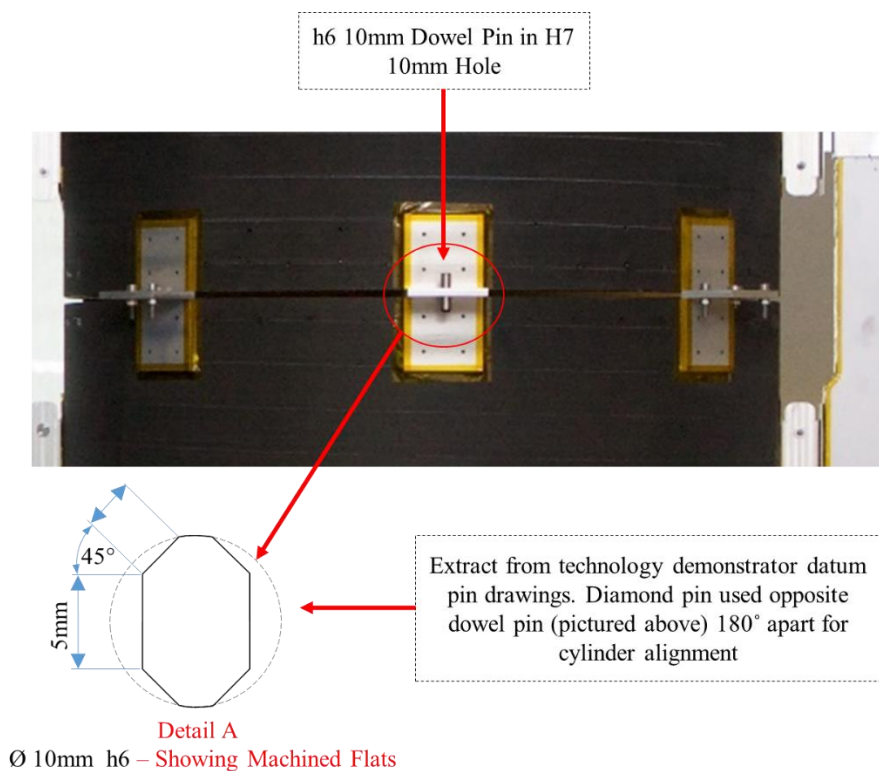 h6 10mm Dowel Pin in H7
10mm Hole
45°
5mm
Extract from technology demonstrator datum
pin drawings. Diamond pin used opposite
dowel pin (pictured above) 180˚ apart for
cylinder alignment
Detail A
Ø 10mm h6 – Showing Machined Flats